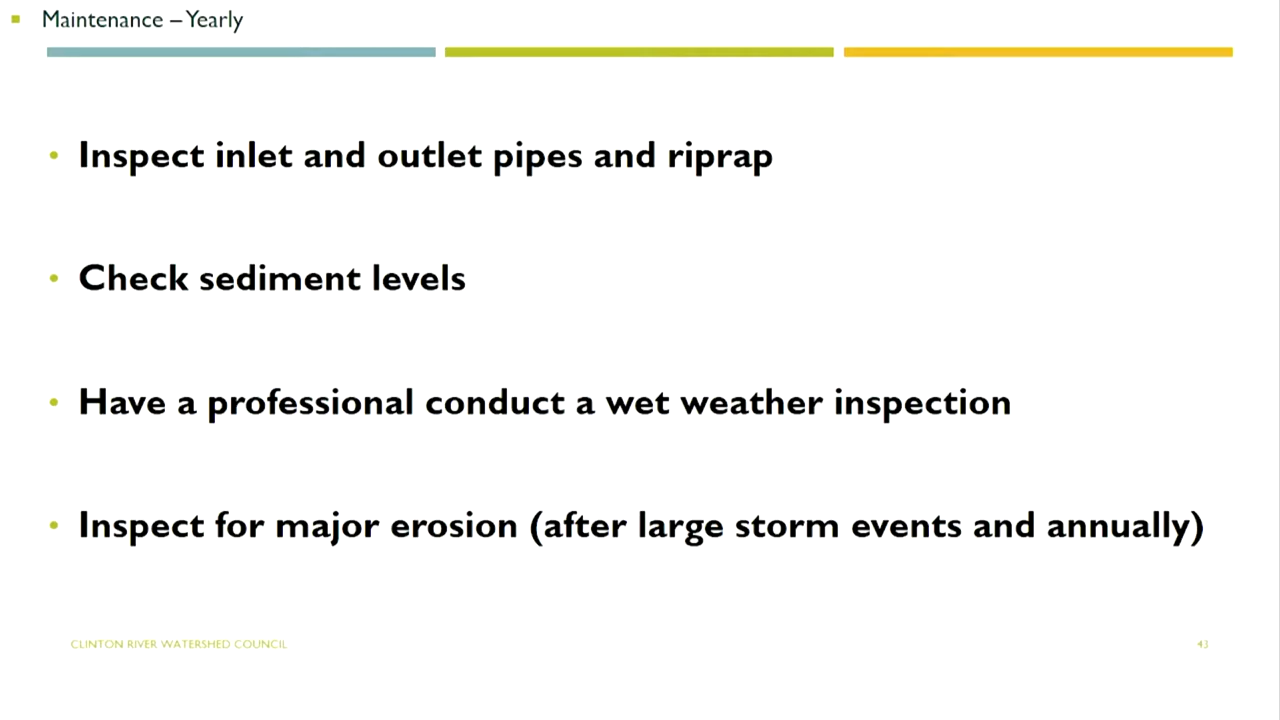 Maintenance – Yearly
Inspect inlet and outlet pipes and riprap
Check sediment levels
Have a professional conduct a wet weather inspection
Inspect for major erosion (after large storm events and annually)
CLINTON RIVER WATERSHED COUNCIL
43